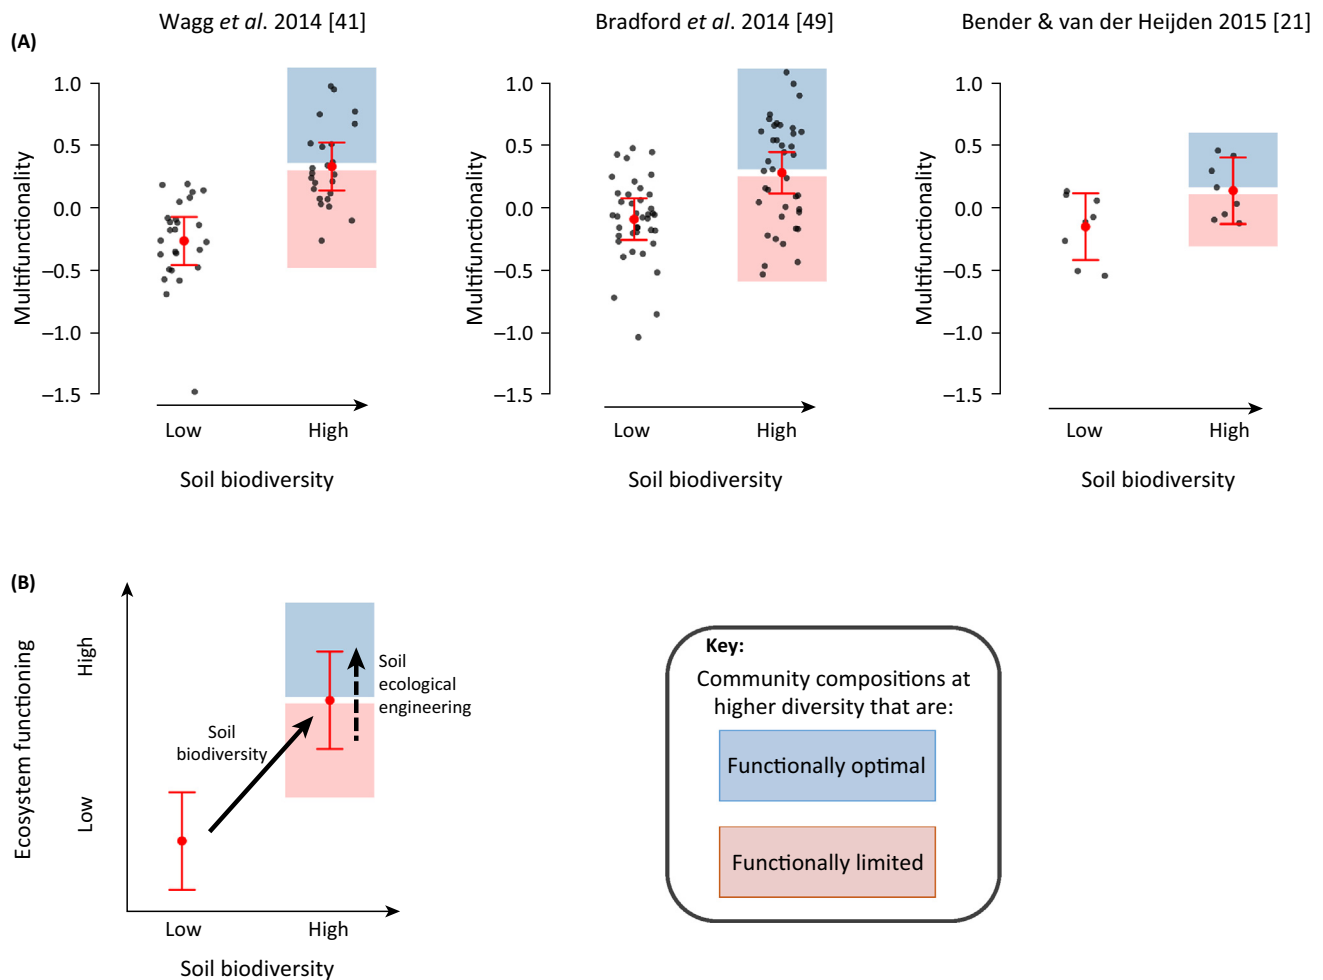 (A)
Wagg et al. 2014 [41]
Multifunctionality
1.0
0.5
0.0
–0.5
–1.0
–1.5
Low
High
Soil biodiversity
Bradford et al. 2014 [49]
Multifunctionality
1.0
0.5
0.0
–0.5
–1.0
–1.5
Low
High
Soil biodiversity
Bender & van der Heijden 2015 [21]
Multifunctionality
1.0
0.5
0.0
–0.5
–1.0
–1.5
Low
High
Soil biodiversity
(B)
Ecosystem functioning
High
Low
Soil
biodiversity
Soil
ecological
engineering
Low
High
Soil biodiversity
Key:
Community compositions at
higher diversity that are:
Functionally optimal
Functionally limited